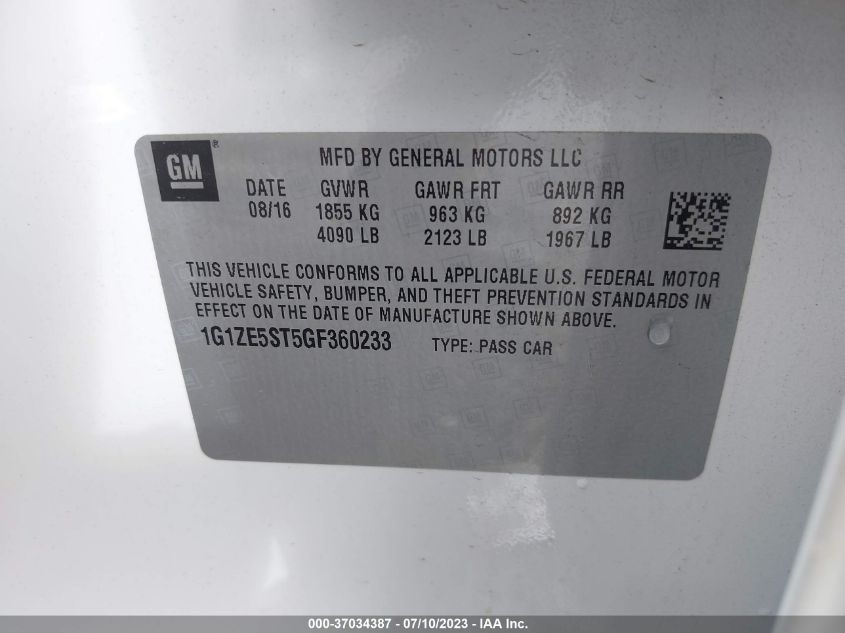 GM ®
MFD BY GENERAL MOTORS LLC
DATE GVWR GAWR FRT GAWR RR
08/16 1855 KG 963 KG 892 KG
4090 LB 2123 LB 1967 LB
THIS VEHICLE CONFORMS TO ALL APPLICABLE U.S. FEDERAL MOTOR
VEHICLE SAFETY, BUMPER, AND THEFT PREVENTION STANDARDS IN
EFFECT ON THE DATE OF MANUFACTURE SHOWN ABOVE.
1G1ZE5ST5GF360233 TYPE: PASS CAR
000-37034387 - 07/10/2023 - IAA Inc.